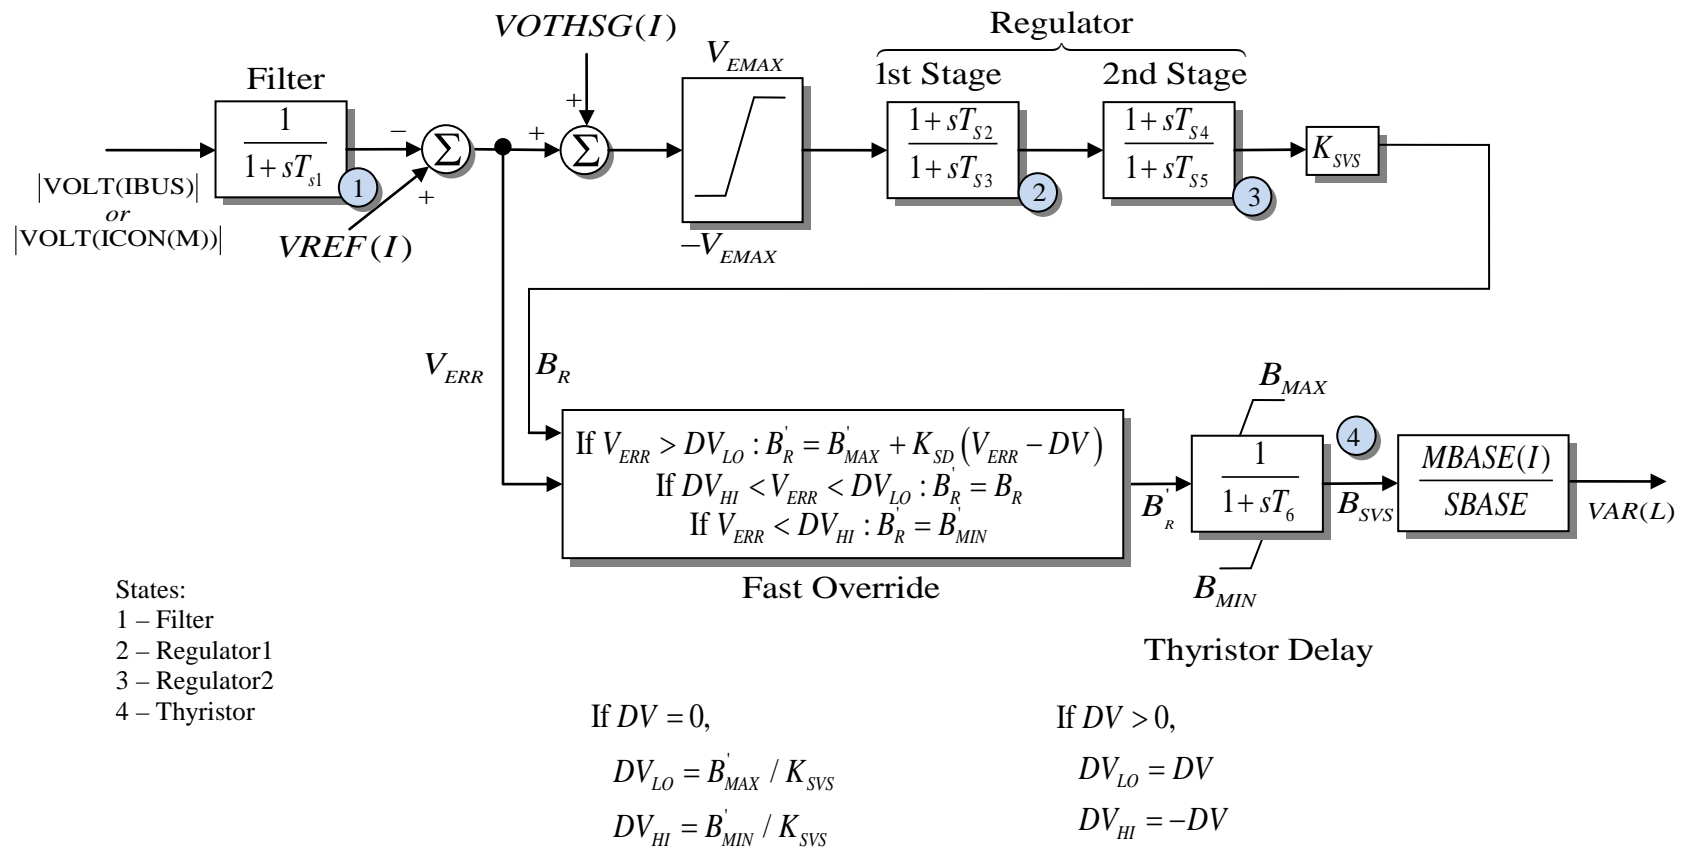 VOTHSG(I)
Regulator
Filter
V_EMAX
1st Stage
2nd Stage
+
1
1+sT_s1
−
Σ
+
Σ
1+sT_S2
1+sT_S3
1+sT_S4
1+sT_S5
K_SVS
1
2
3
+
|VOLT(IBUS)|
or
|VOLT(ICON(M))|
VREF(I)
−V_EMAX
V_ERR
B_R
B_MAX
If V_ERR > DV_LO : B'_R = B'_MAX + K_SD (V_ERR − DV)
If DV_HI < V_ERR < DV_LO : B'_R = B_R
If V_ERR < DV_HI : B'_R = B'_MIN
B'_R
1
1+sT_6
4
B_SVS
MBASE(I)
SBASE
VAR(L)
Fast Override
B_MIN
Thyristor Delay
States:
1 – Filter
2 – Regulator1
3 – Regulator2
4 – Thyristor
If DV = 0,
DV_LO = B'_MAX / K_SVS
DV_HI = B'_MIN / K_SVS
If DV > 0,
DV_LO = DV
DV_HI = −DV